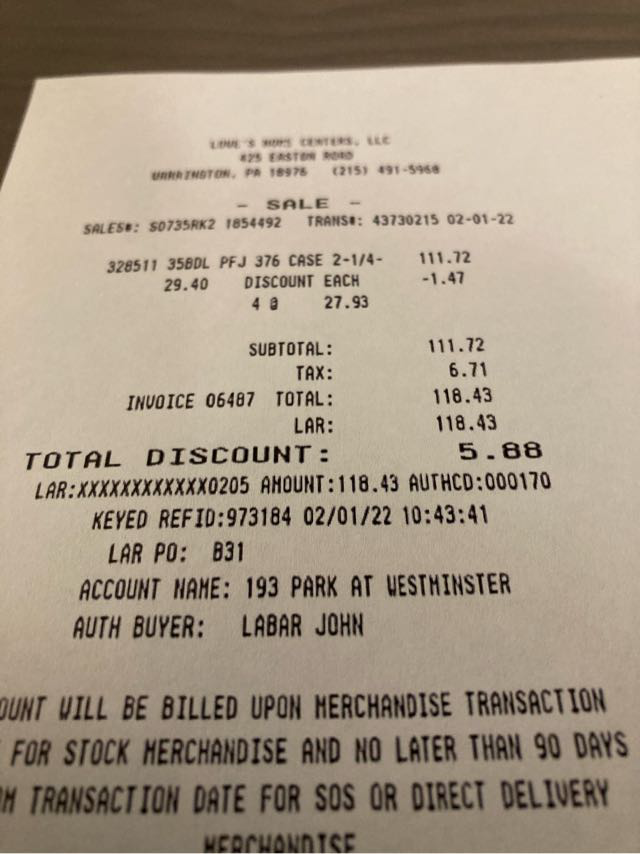 LOWE'S HOME CENTERS, LLC
425 EASTON ROAD
WARRINGTON, PA 18976 (215) 491-5968
- SALE -
SALES#: S0735RK2 1854492 TRANS#: 43730215 02-01-22
328511 358DL PFJ 376 CASE 2-1/4- 111.72
29.40 DISCOUNT EACH -1.47
4 @ 27.93
SUBTOTAL: 111.72
TAX: 6.71
INVOICE 06487 TOTAL: 118.43
LAR: 118.43
TOTAL DISCOUNT: 5.88
LAR:XXXXXXXXXXXX0205 AMOUNT:118.43 AUTHCD:000170
KEYED REFID:973184 02/01/22 10:43:41
LAR PO: B31
ACCOUNT NAME: 193 PARK AT WESTMINSTER
AUTH BUYER: LABAR JOHN
OUNT WILL BE BILLED UPON MERCHANDISE TRANSACTION
FOR STOCK MERCHANDISE AND NO LATER THAN 90 DAYS
M TRANSACTION DATE FOR SOS OR DIRECT DELIVERY
MERCHANDISE